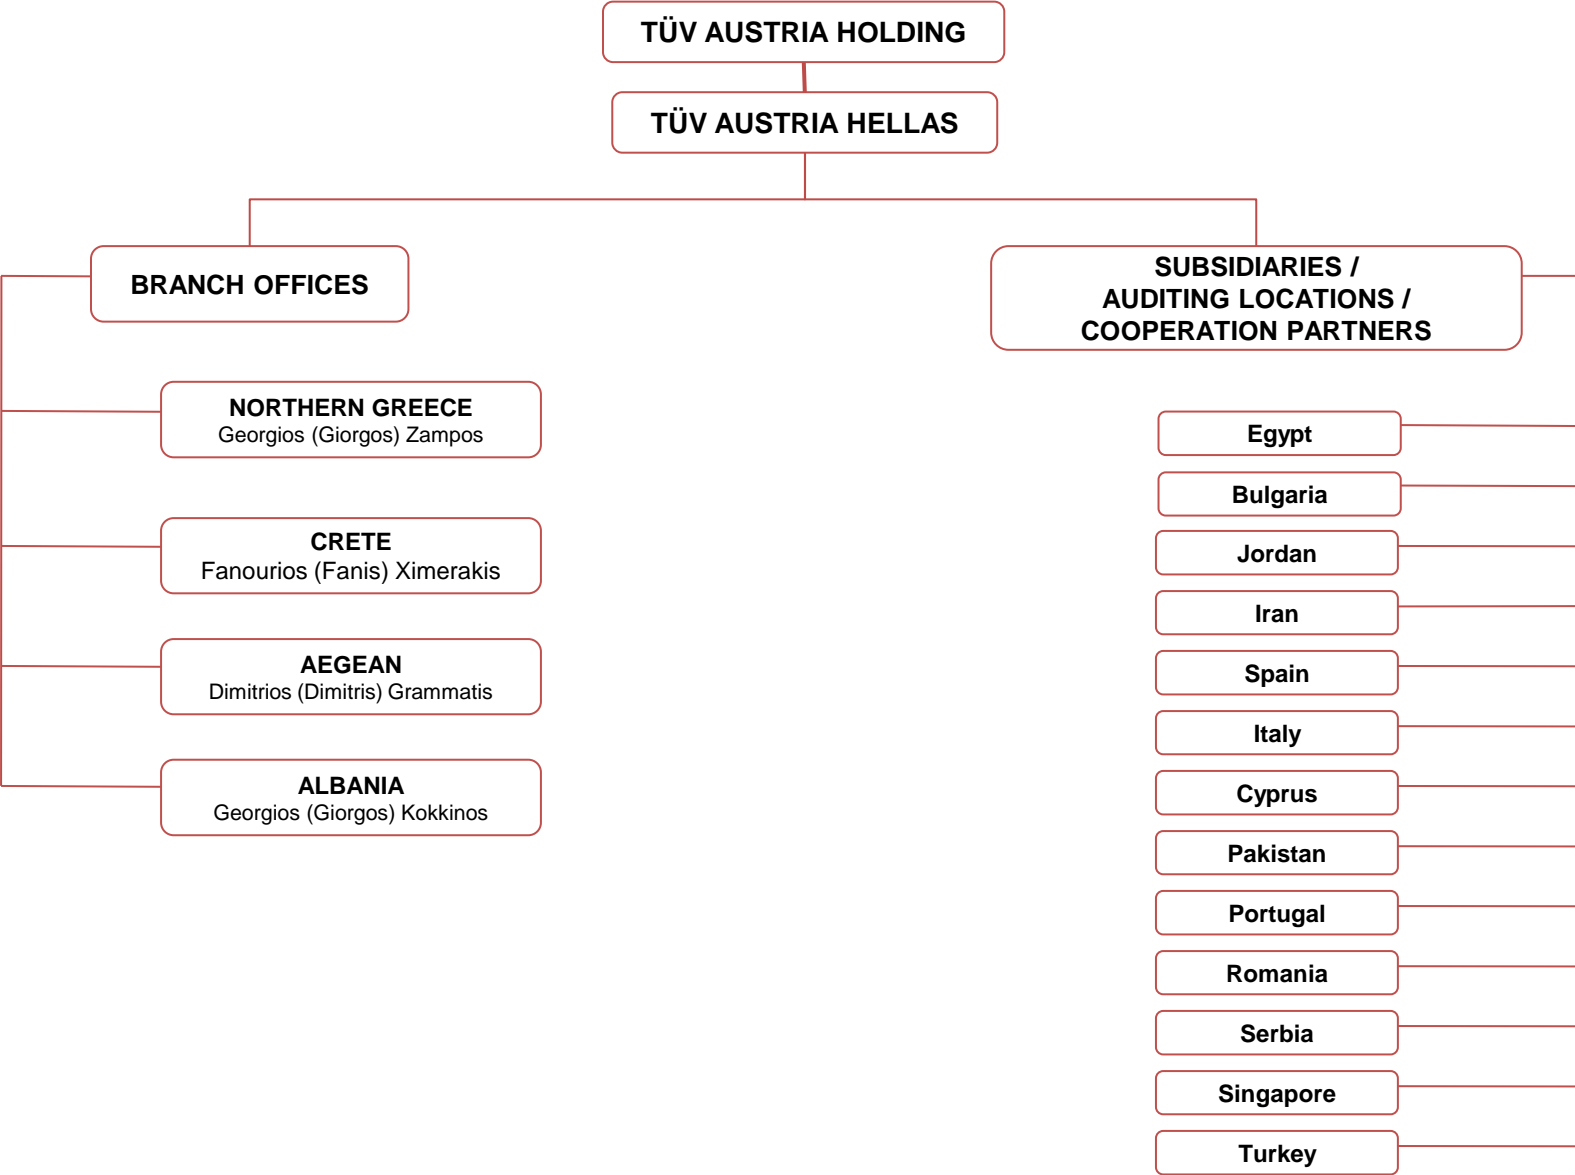 TÜV AUSTRIA HOLDING
TÜV AUSTRIA HELLAS
BRANCH OFFICES
NORTHERN GREECE
Georgios (Giorgos) Zampos
CRETE
Fanourios (Fanis) Ximerakis
AEGEAN
Dimitrios (Dimitris) Grammatis
ALBANIA
Georgios (Giorgos) Kokkinos
SUBSIDIARIES /
AUDITING LOCATIONS /
COOPERATION PARTNERS
Egypt
Bulgaria
Jordan
Iran
Spain
Italy
Cyprus
Pakistan
Portugal
Romania
Serbia
Singapore
Turkey